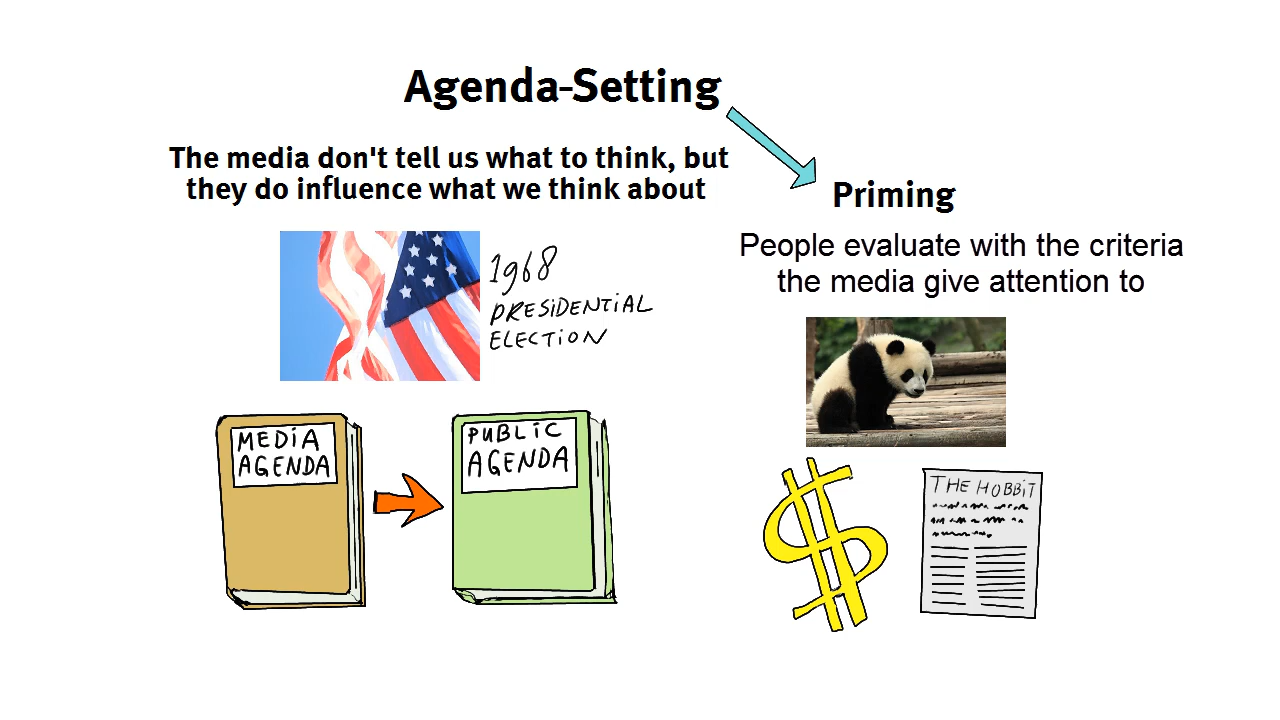 Agenda-Setting
The media don't tell us what to think, but
they do influence what we think about
1968
PRESiDENTiAL
ELECTiON
MEDiA
AGENDA
PUBLiC
AGENDA
Priming
People evaluate with the criteria
the media give attention to
THE HOBBiT